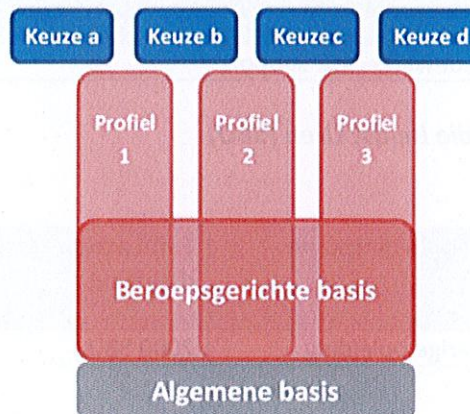 Keuze a Keuze b Keuze c Keuze d
Profiel Profiel Profiel
1 2 3
Beroepsgerichte basis
Algemene basis